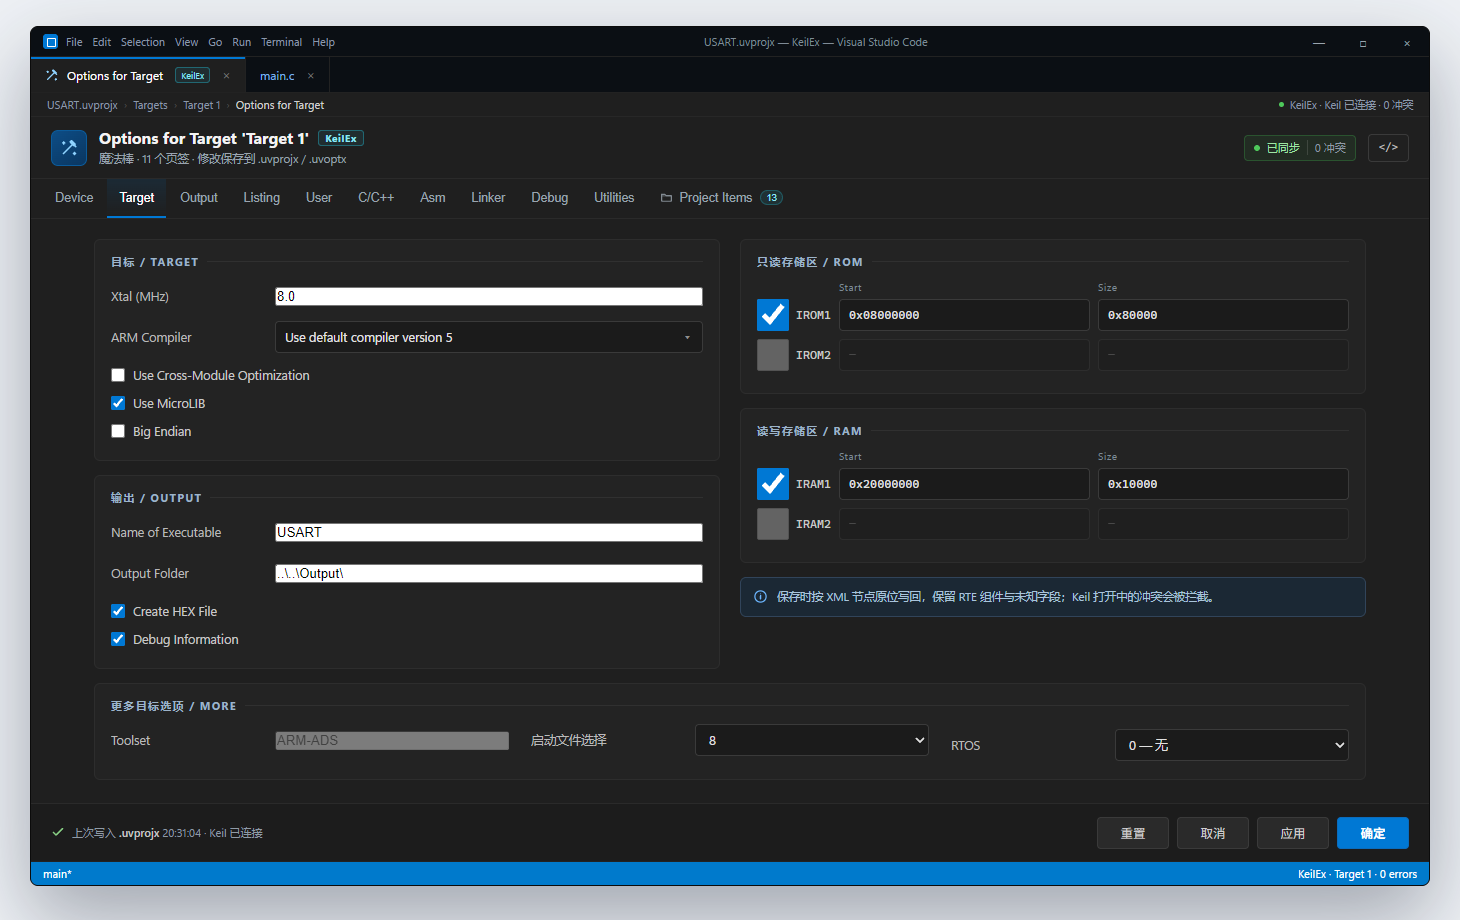 File Edit Selection View Go Run Terminal Help
USART.uvprojx — KeilEx — Visual Studio Code
Options for Target KeilEx × main.c ×
USART.uvprojx › Targets › Target 1 › Options for Target
KeilEx · Keil 已连接 · 0 冲突
Options for Target 'Target 1' KeilEx
魔法棒 · 11 个页签 · 修改保存到 .uvprojx / .uvoptx
已同步 0 冲突 </>
Device Target Output Listing User C/C++ Asm Linker Debug Utilities Project Items 13
目标 / TARGET
Xtal (MHz) 8.0
ARM Compiler Use default compiler version 5
Use Cross-Module Optimization
Use MicroLIB
Big Endian
输出 / OUTPUT
Name of Executable USART
Output Folder ..\..\Output\
Create HEX File
Debug Information
只读存储区 / ROM
Start Size
IROM1 0x08000000 0x80000
IROM2 — —
读写存储区 / RAM
Start Size
IRAM1 0x20000000 0x10000
IRAM2 — —
保存时按 XML 节点原位写回，保留 RTE 组件与未知字段；Keil 打开中的冲突会被拦截。
更多目标选项 / MORE
Toolset ARM-ADS 启动文件选择 8 RTOS 0 — 无
上次写入 .uvprojx 20:31:04 · Keil 已连接
重置 取消 应用 确定
main*
KeilEx · Target 1 · 0 errors